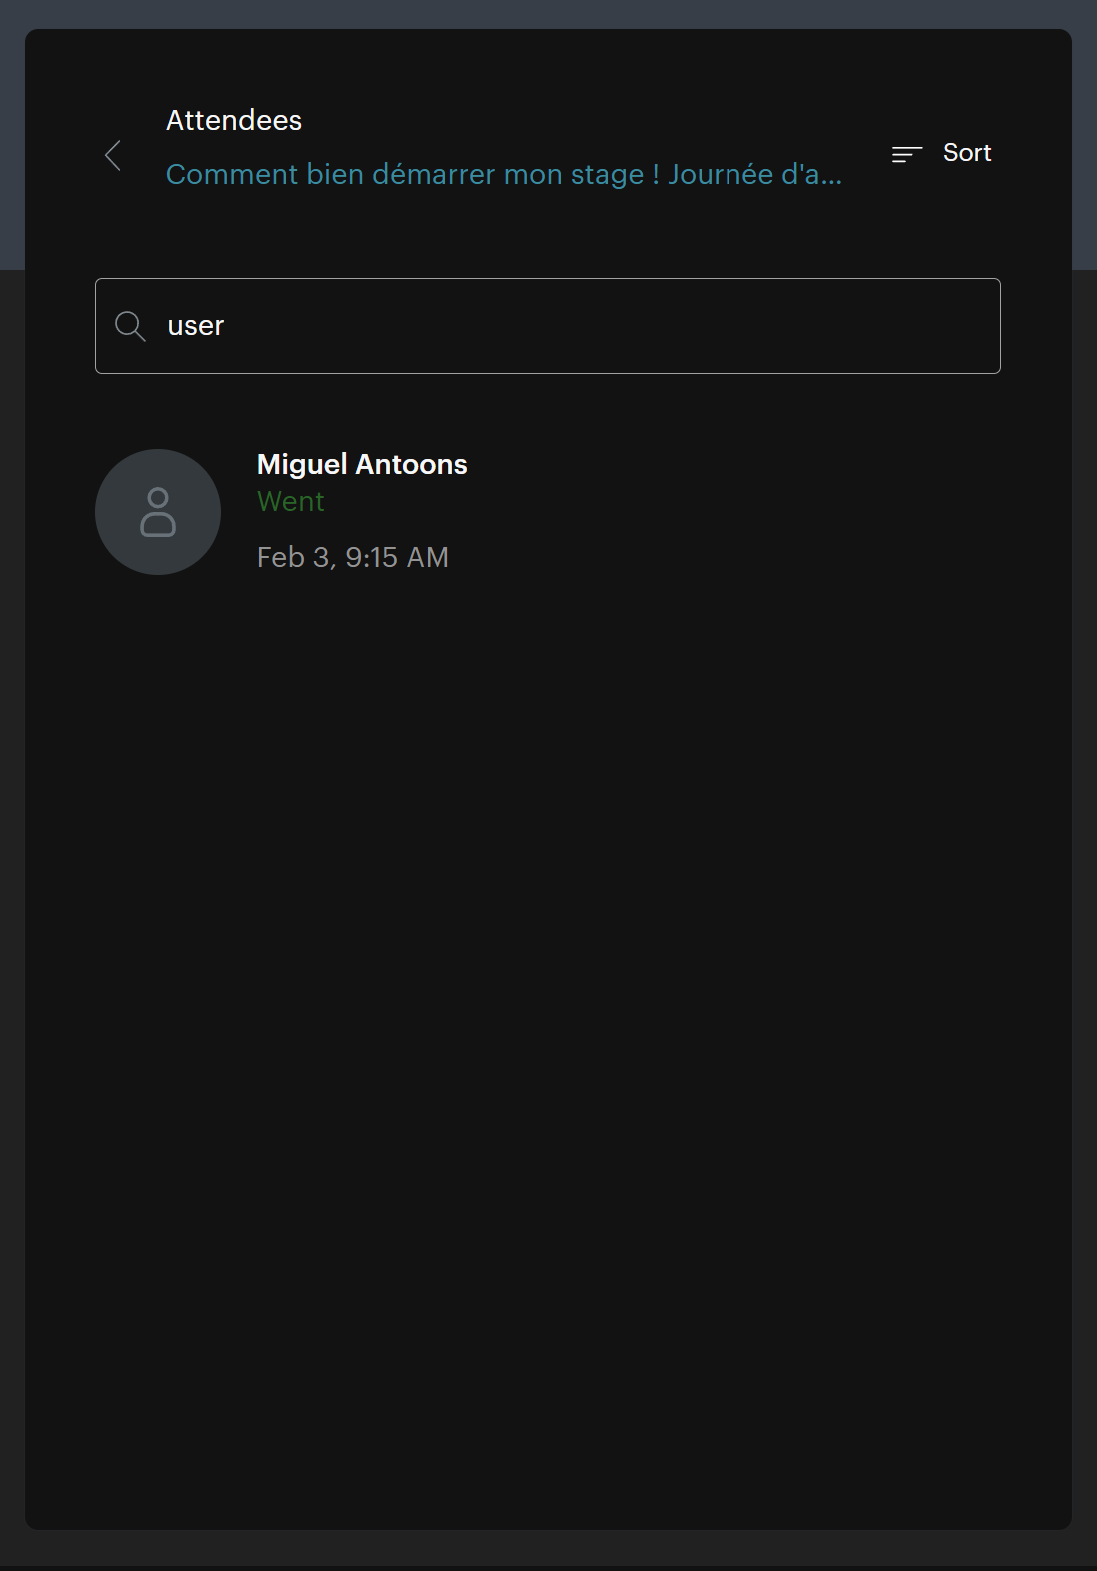 Attendees
Comment bien démarrer mon stage ! Journée d'a...
Sort
user
Miguel Antoons
Went
Feb 3, 9:15 AM